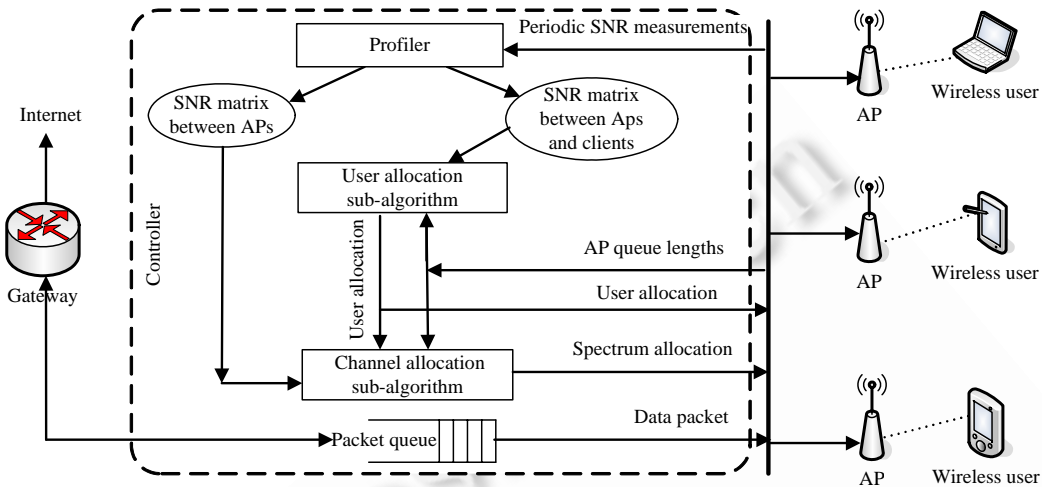 Periodic SNR measurements
Profiler
SNR matrix
between APs
SNR matrix
between Aps
and clients
Internet
AP
Wireless user
User allocation
sub-algorithm
Controller
User allocation
AP queue lengths
User allocation
Gateway
AP
Wireless user
Channel allocation
sub-algorithm
Spectrum allocation
Packet queue
Data packet
AP
Wireless user